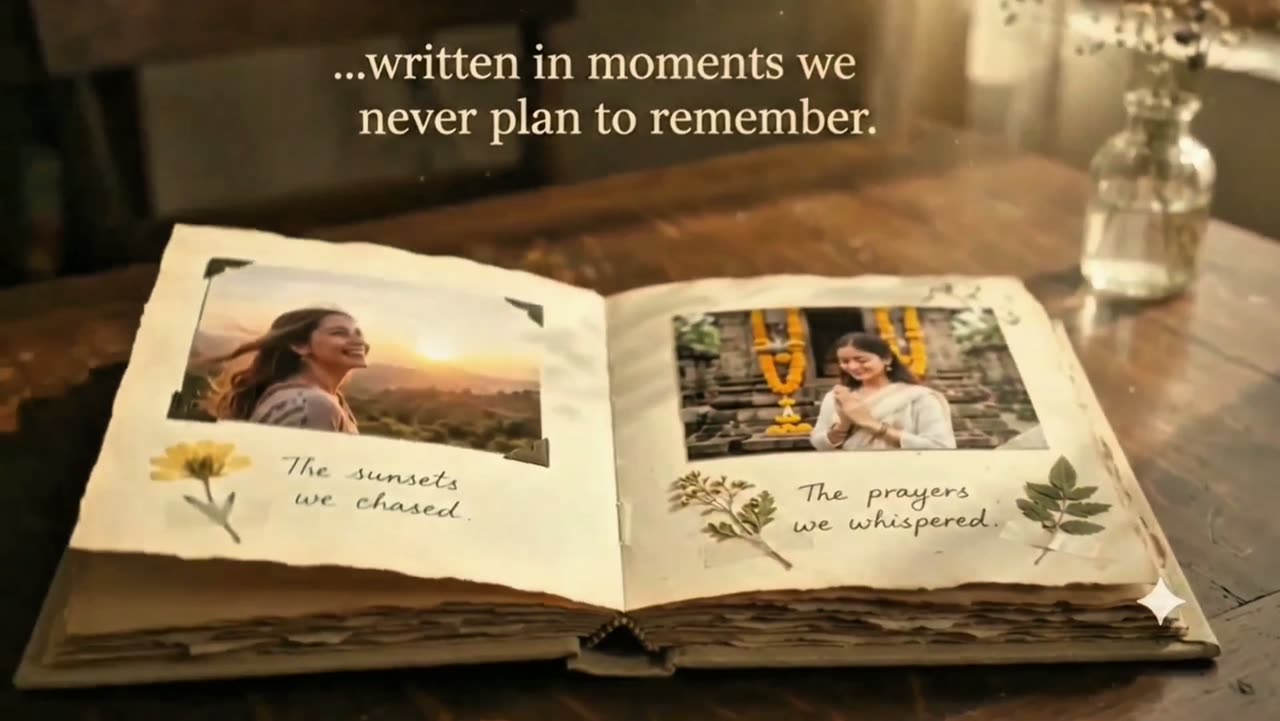 ...written in moments we
never plan to remember.
The sunsets
we chased.
The prayers
we whispered.